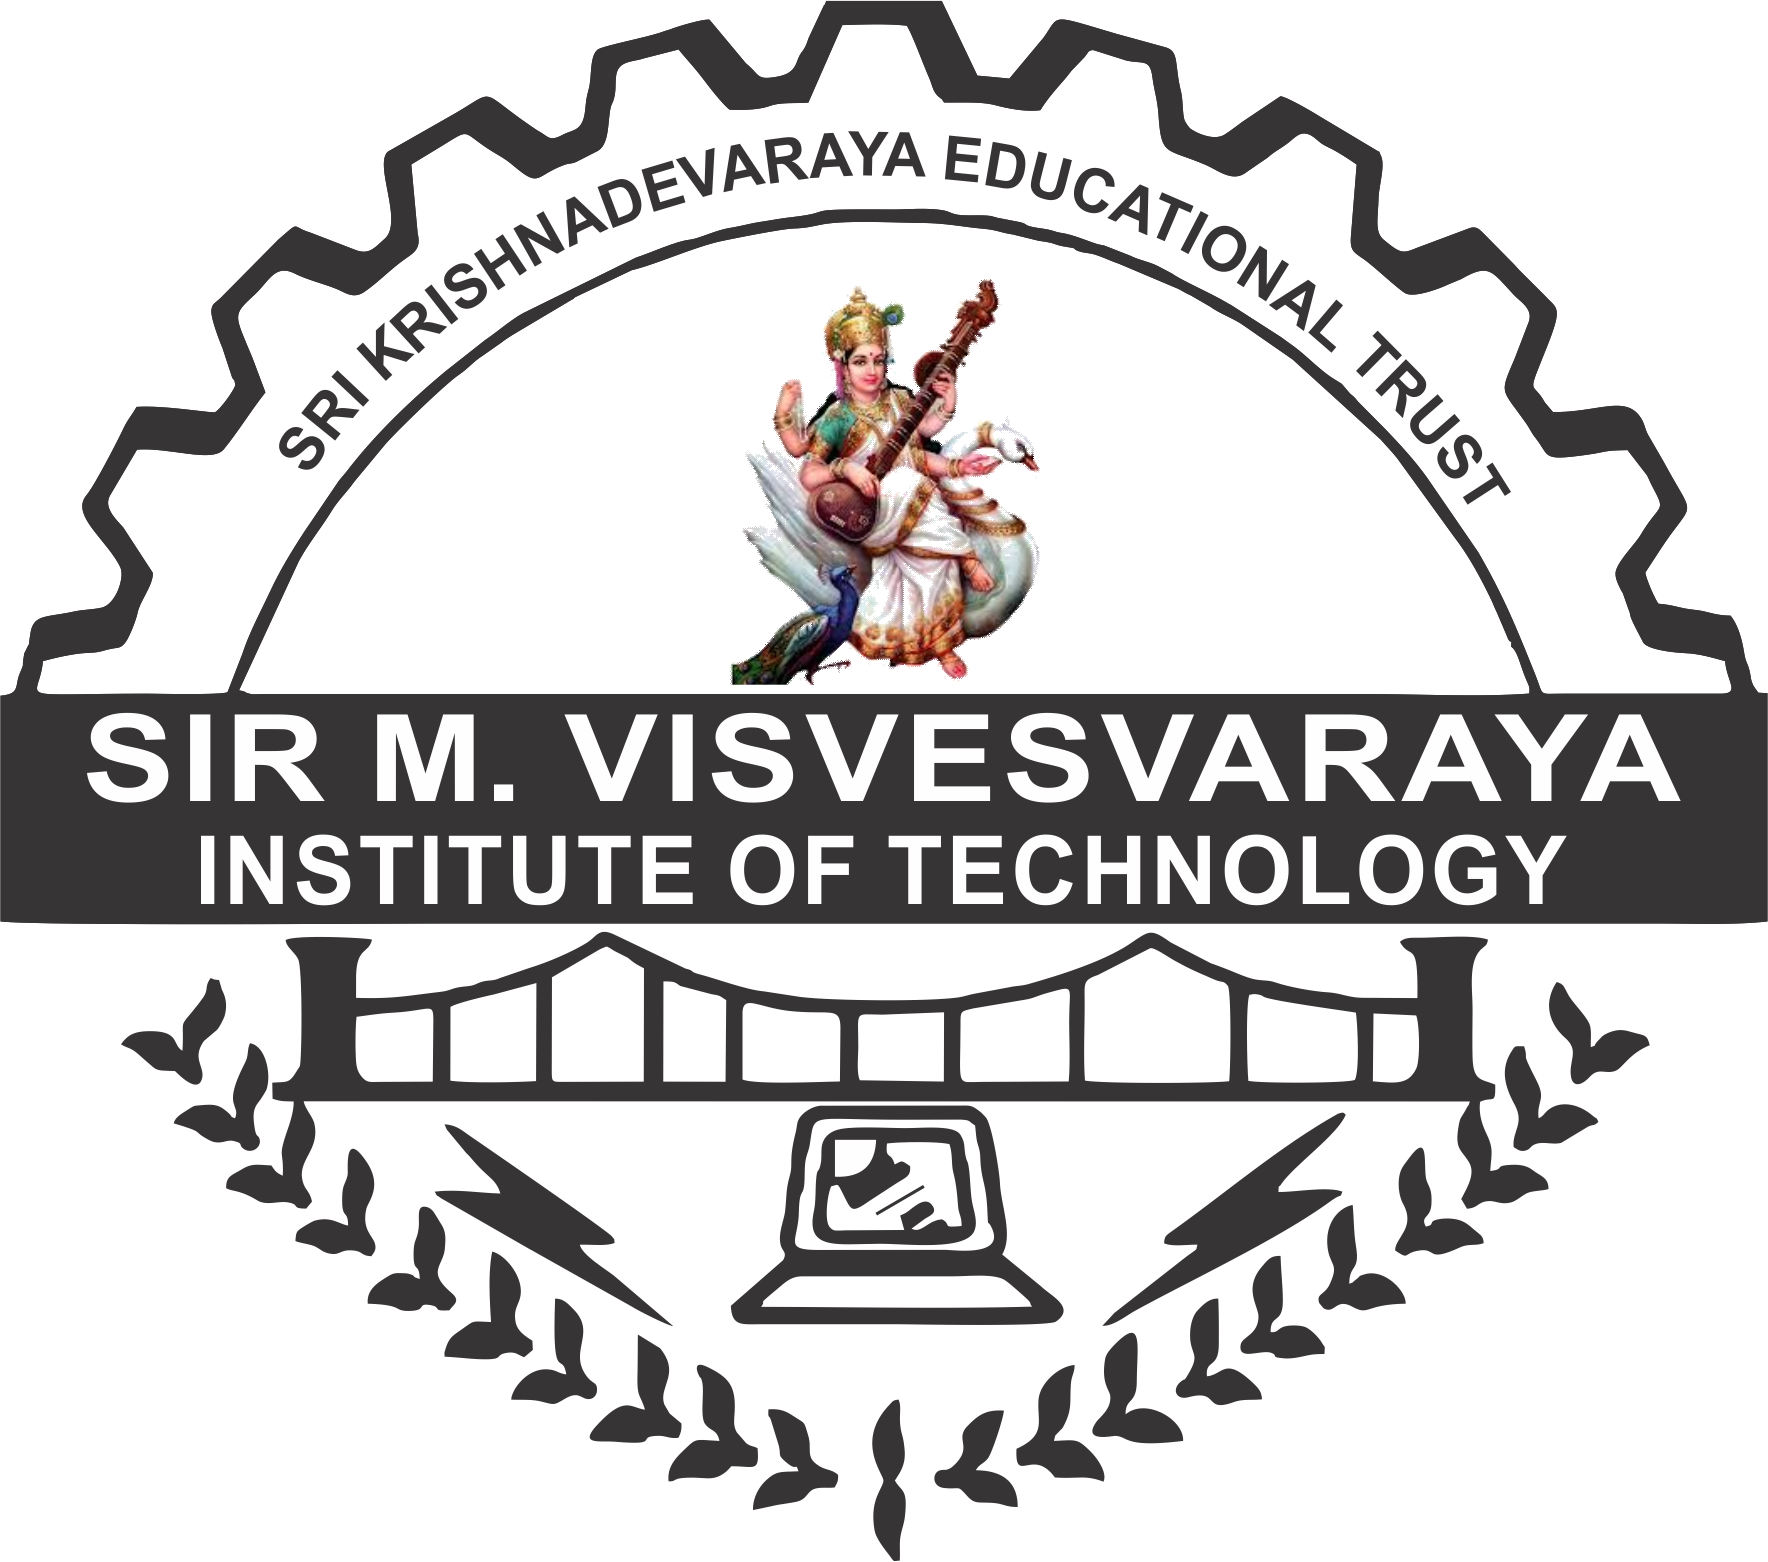 SRI KRISHNADEVARAYA EDUCATIONAL TRUST
SIR M. VISVESVARAYA
INSTITUTE OF TECHNOLOGY